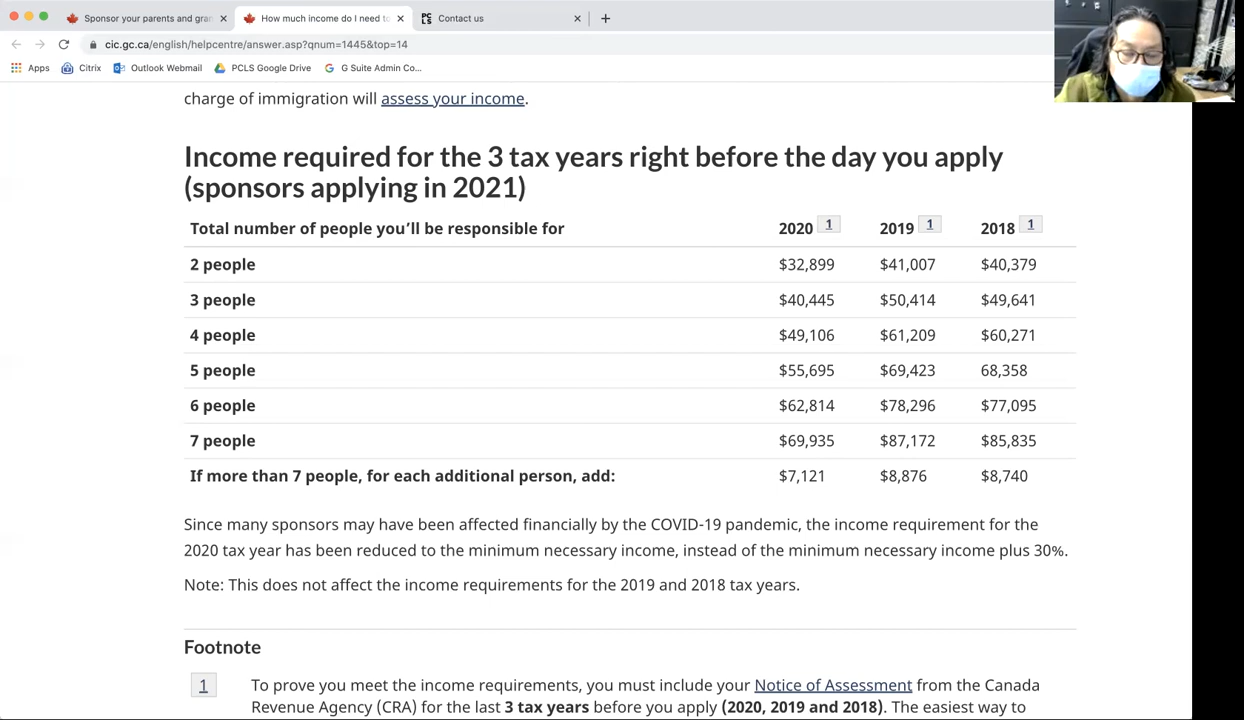 Sponsor your parents and gran
How much income do I need to
PC LS Contact us
cic.gc.ca/english/helpcentre/answer.asp?qnum=1445&top=14
Apps Citrix Outlook Webmail PCLS Google Drive G Suite Admin Co...
charge of immigration will assess your income.
Income required for the 3 tax years right before the day you apply
(sponsors applying in 2021)
Total number of people you’ll be responsible for 2020 1 2019 1 2018 1
2 people $32,899 $41,007 $40,379
3 people $40,445 $50,414 $49,641
4 people $49,106 $61,209 $60,271
5 people $55,695 $69,423 68,358
6 people $62,814 $78,296 $77,095
7 people $69,935 $87,172 $85,835
If more than 7 people, for each additional person, add: $7,121 $8,876 $8,740
Since many sponsors may have been affected financially by the COVID-19 pandemic, the income requirement for the
2020 tax year has been reduced to the minimum necessary income, instead of the minimum necessary income plus 30%.
Note: This does not affect the income requirements for the 2019 and 2018 tax years.
Footnote
1 To prove you meet the income requirements, you must include your Notice of Assessment from the Canada
Revenue Agency (CRA) for the last 3 tax years before you apply (2020, 2019 and 2018). The easiest way to